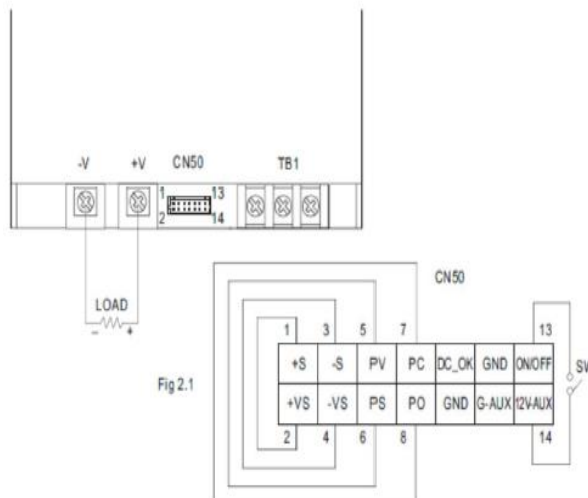 -V +V CN50 TB1
1 13
2 14
LOAD
- +
CN50
1 3 5 7 13
+S -S PV PC DC_OK GND ON/OFF
SW
Fig 2.1
+VS -VS PS PO GND G-AUX 12V-AUX
2 4 6 8 14